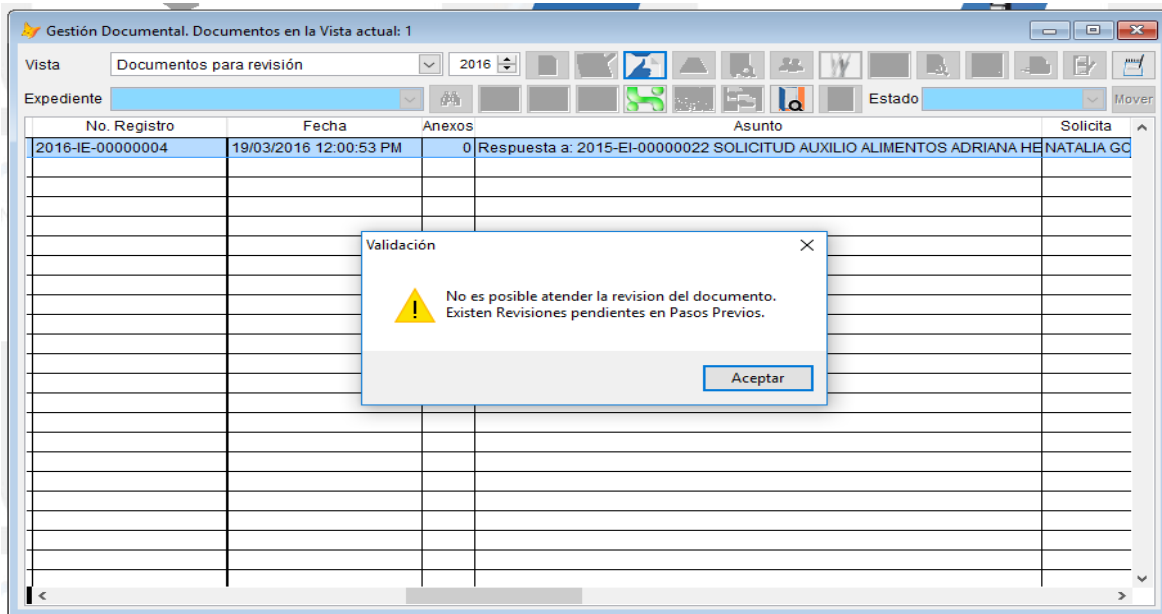 Gestión Documental. Documentos en la Vista actual: 1
Vista Documentos para revisión 2016
Expediente Estado Mover
No. Registro Fecha Anexos Asunto Solicita
2016-IE-00000004 19/03/2016 12:00:53 PM 0 Respuesta a: 2015-EI-00000022 SOLICITUD AUXILIO ALIMENTOS ADRIANA HE NATALIA GO
Validación
No es posible atender la revision del documento.
Existen Revisiones pendientes en Pasos Previos.
Aceptar